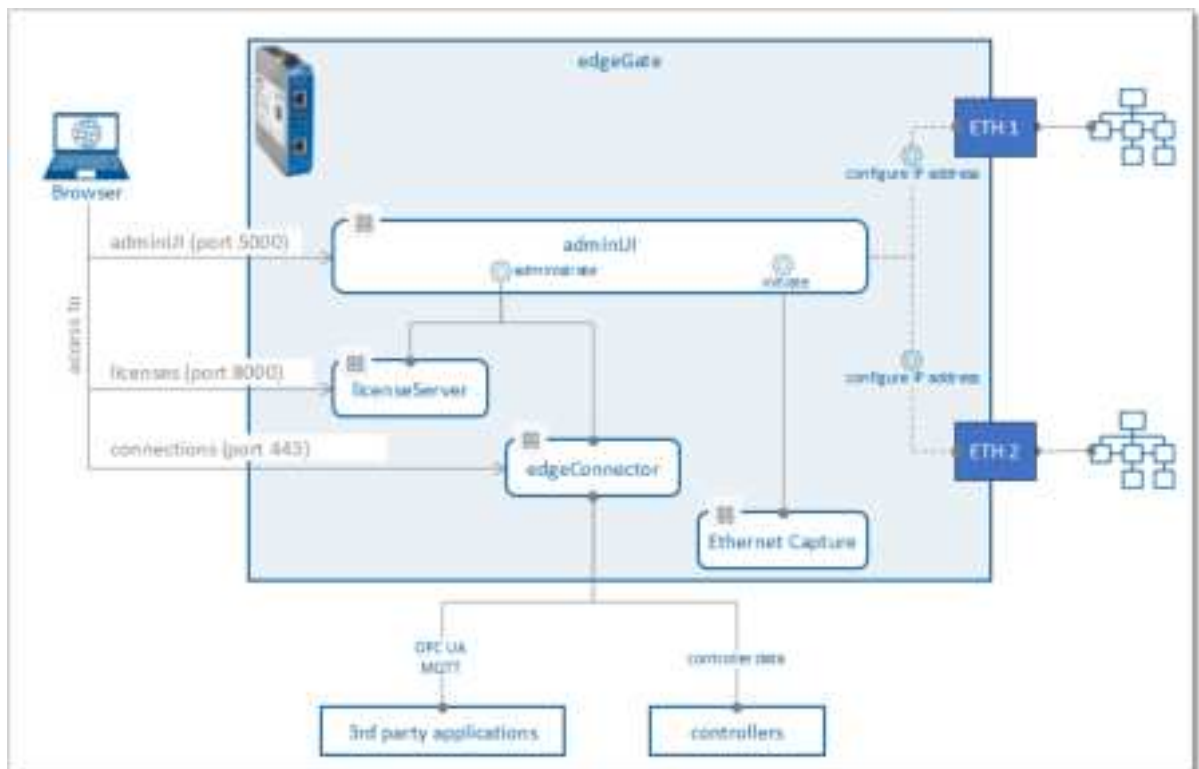 edgeGate
ETH 1
configure IP address
Browser
adminUI (port 5000)
adminUI
administrate
initiate
access to
licenses (port 8000)
licenseServer
configure IP address
connections (port 443)
edgeConnector
ETH 2
Ethernet Capture
OPC UA
MQTT
controller data
3rd party applications
controllers